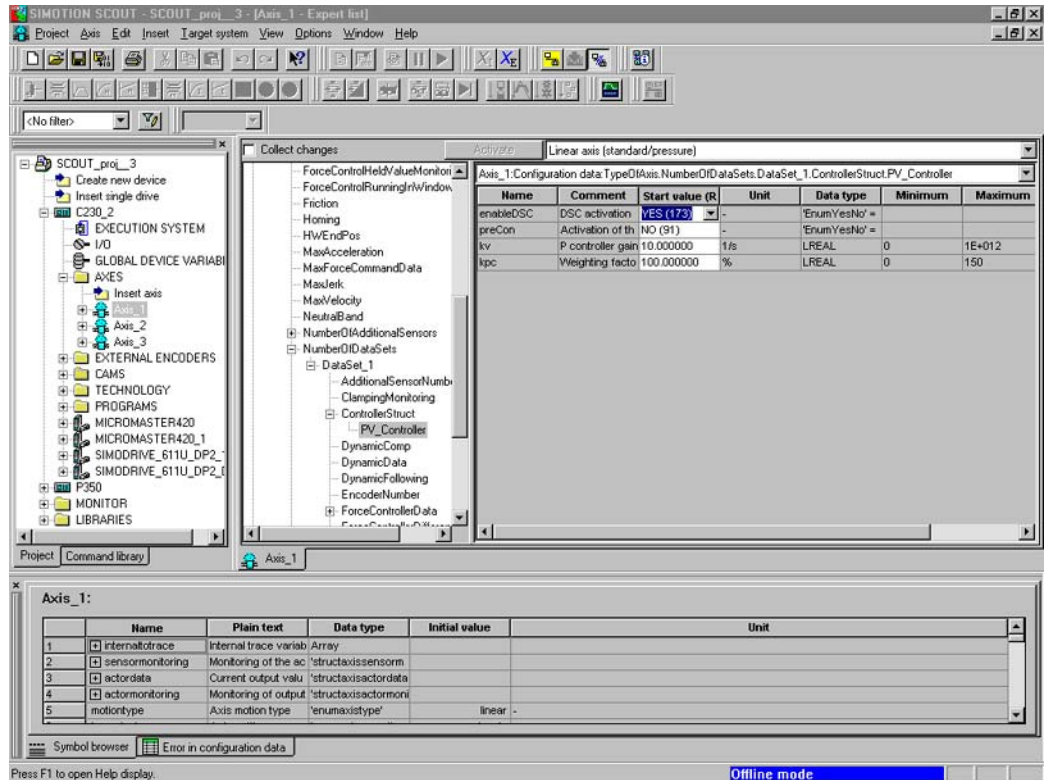 SIMOTION SCOUT - SCOUT_proj__3 - [Axis_1 - Expert list]
Project Axis Edit Insert Target system View Options Window Help
<No filter>
Collect changes Activate Linear axis (standard/pressure)
Axis_1:Configuration data:TypeOfAxis.NumberOfDataSets.DataSet_1.ControllerStruct.PV_Controller
Name Comment Start value (R Unit Data type Minimum Maximum
enableDSC DSC activation YES (173) - 'EnumYesNo' =
preCon Activation of th NO (91) - 'EnumYesNo' =
kv P controller gain 10.000000 1/s LREAL 0 1E+012
kpc Weighting facto 100.000000 % LREAL 0 150
SCOUT_proj__3
Create new device
Insert single drive
C230_2
EXECUTION SYSTEM
I/O
GLOBAL DEVICE VARIABL
AXES
Insert axis
Axis_1
Axis_2
Axis_3
EXTERNAL ENCODERS
CAMS
TECHNOLOGY
PROGRAMS
MICROMASTER420
MICROMASTER420_1
SIMODRIVE_611U_DP2_
SIMODRIVE_611U_DP2_
P350
MONITOR
LIBRARIES
Project Command library
ForceControlHeldValueMonitori
ForceControlRunningInWindow
Friction
Homing
HWEndPos
MaxAcceleration
MaxForceCommandData
MaxJerk
MaxVelocity
NeutralBand
NumberOfAdditionalSensors
NumberOfDataSets
DataSet_1
AdditionalSensorNumbe
ClampingMonitoring
ControllerStruct
PV_Controller
DynamicComp
DynamicData
DynamicFollowing
EncoderNumber
ForceControllerData
Axis_1
Axis_1:
Name Plain text Data type Initial value Unit
1 internaltotrace Internal trace variab Array
2 sensormonitoring Monitoring of the ac 'structaxissensorm
3 actordata Current output valu 'structaxisactordata
4 actormonitoring Monitoring of output 'structaxisactormoni
5 motiontype Axis motion type 'enumaxistype' linear -
Symbol browser Error in configuration data
Press F1 to open Help display. Offline mode